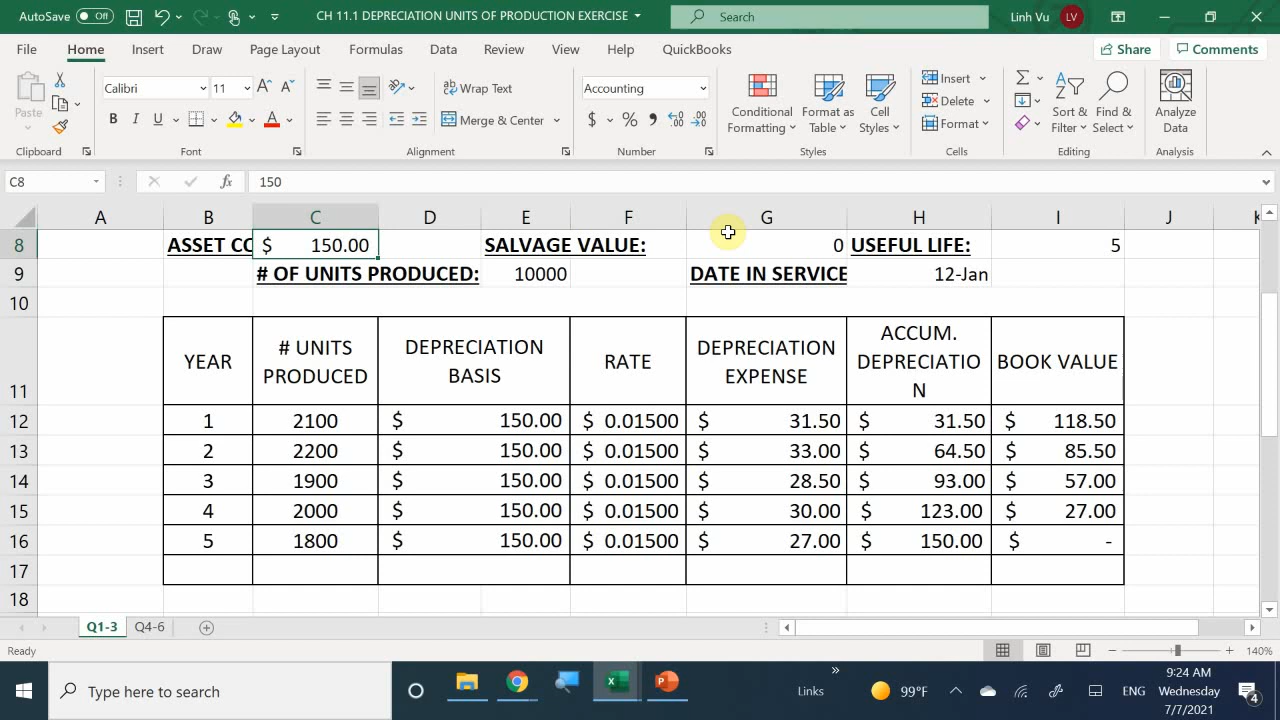 AutoSave Off CH 11.1 DEPRECIATION UNITS OF PRODUCTION EXERCISE Search Linh Vu LV
File Home Insert Draw Page Layout Formulas Data Review View Help QuickBooks Share Comments
Paste Calibri 11 Wrap Text Accounting Conditional Formatting Format as Table Cell Styles Insert Sort & Filter Find & Select Analyze Data
B I U A Merge & Center $ % Delete Format
Clipboard Font Alignment Number Styles Cells Editing Analysis
C8 fx 150
A B C D E F G H I J K
8 ASSET CO $ 150.00 SALVAGE VALUE: 0 USEFUL LIFE: 5
9 # OF UNITS PRODUCED: 10000 DATE IN SERVICE 12-Jan
10
11 YEAR # UNITS PRODUCED DEPRECIATION BASIS RATE DEPRECIATION EXPENSE ACCUM. DEPRECIATION BOOK VALUE
12 1 2100 $ 150.00 $ 0.01500 $ 31.50 $ 31.50 $ 118.50
13 2 2200 $ 150.00 $ 0.01500 $ 33.00 $ 64.50 $ 85.50
14 3 1900 $ 150.00 $ 0.01500 $ 28.50 $ 93.00 $ 57.00
15 4 2000 $ 150.00 $ 0.01500 $ 30.00 $ 123.00 $ 27.00
16 5 1800 $ 150.00 $ 0.01500 $ 27.00 $ 150.00 $ -
17
18
Q1-3 Q4-6
Ready 140%
Type here to search Links 99°F ENG 9:24 AM
Wednesday
7/7/2021 4